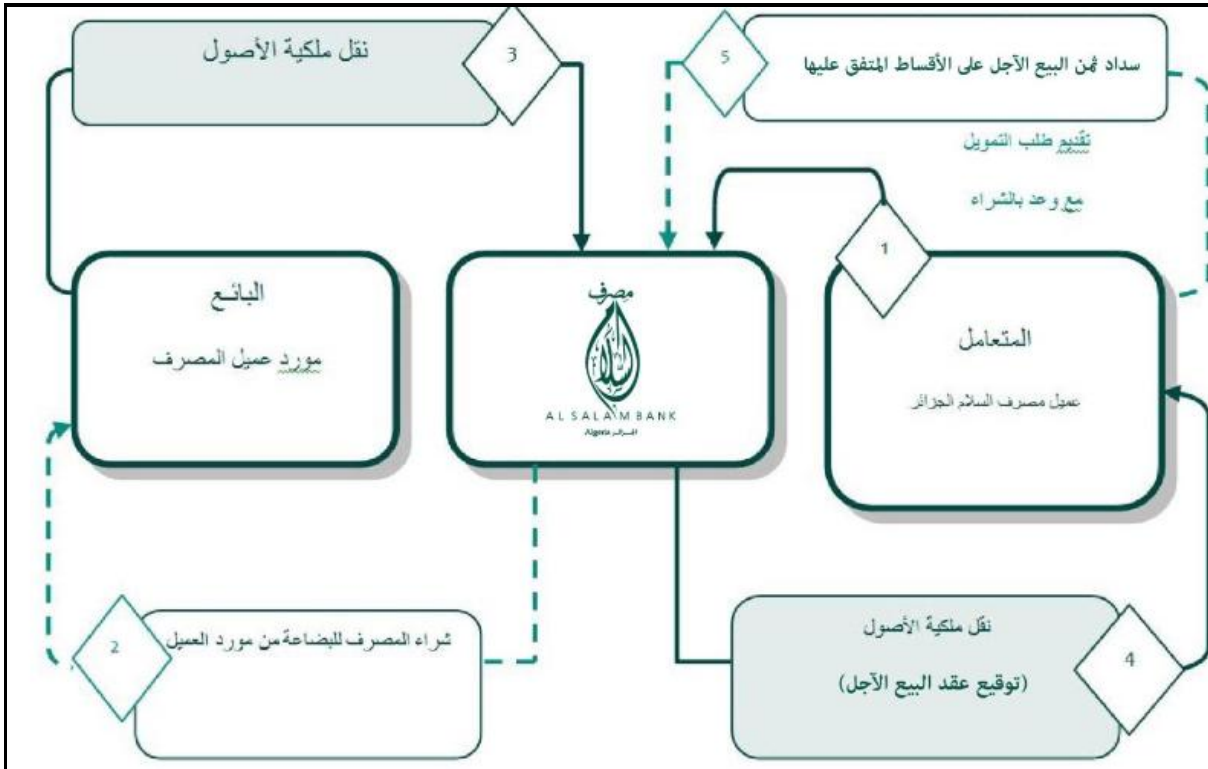 نقل ملكية الأصول
3
5
سداد ثمن البيع الآجل على الأقساط المتفق عليها
تقديم طلب التمويل
مع وعد بالشراء
1
البائع
مورد عميل المصرف
مصرف
السلام
AL SALAM BANK
Algeria الجزائر
المتعامل
عميل مصرف السلام الجزائر
2
شراء المصرف للبضاعة من مورد العميل
نقل ملكية الأصول
(توقيع عقد البيع الآجل)
4